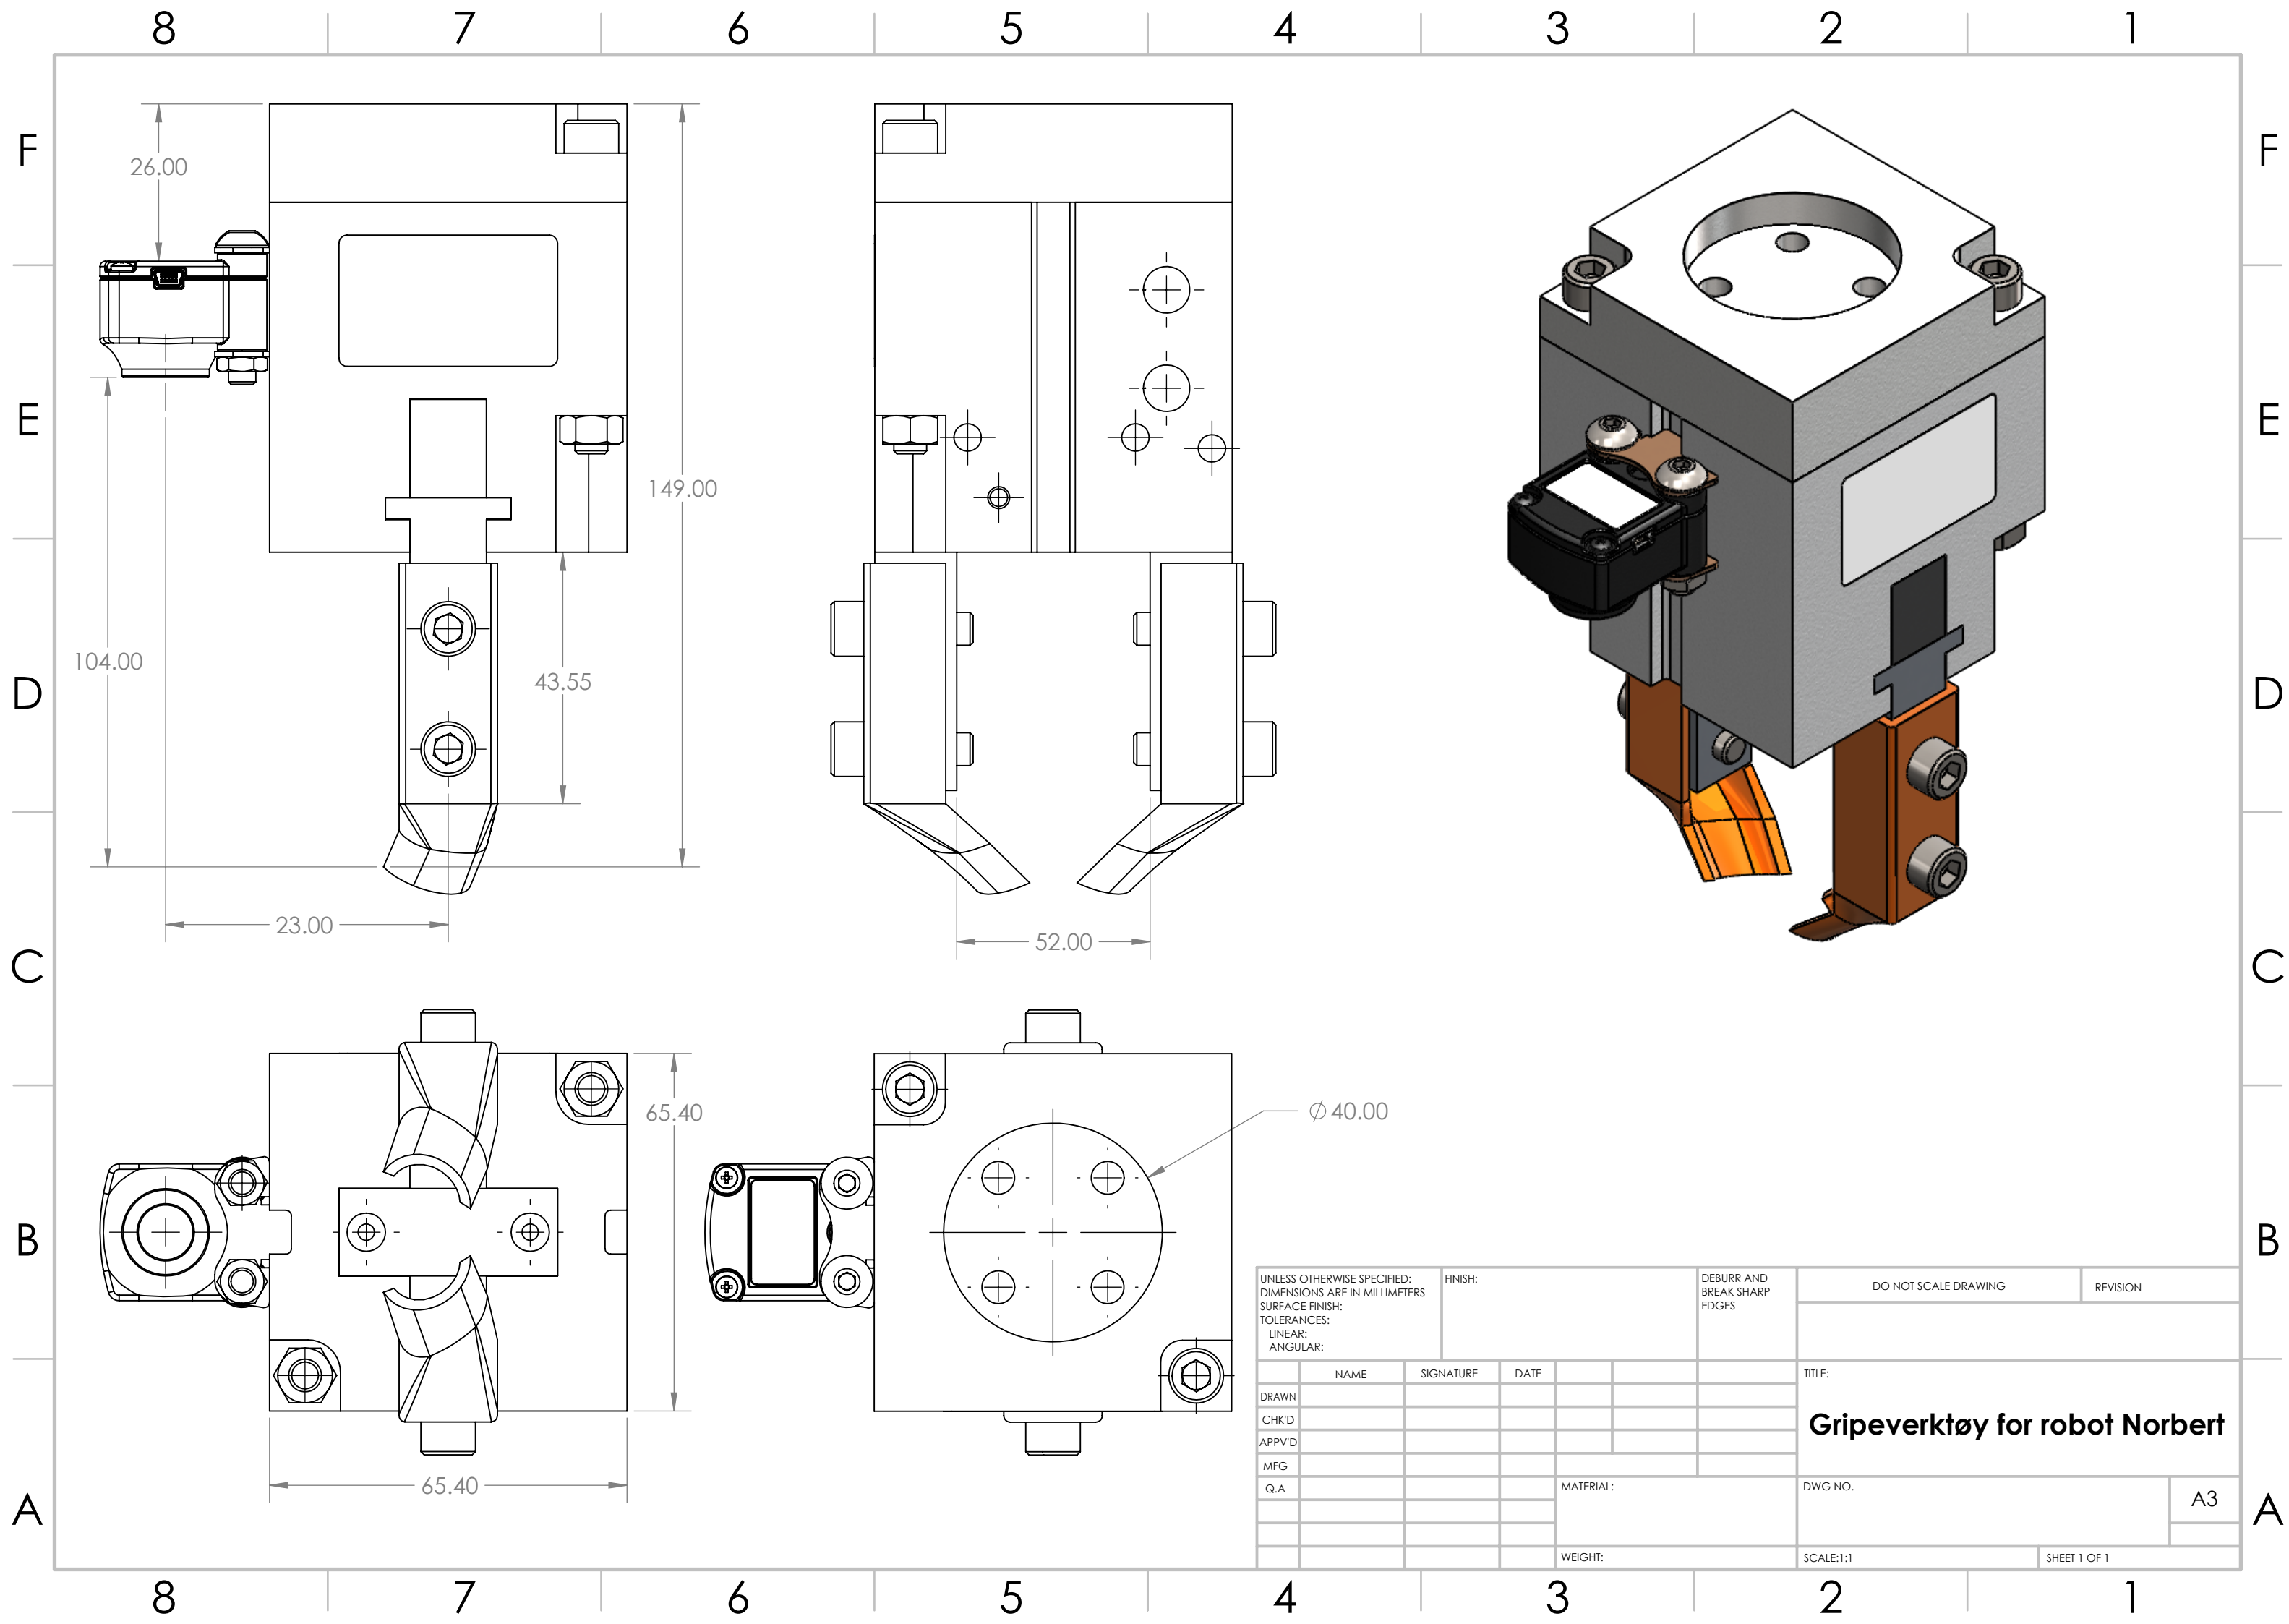 8 7 6 5 4 3 2 1
F F
26.00
149.00
E E
104.00
43.55
D D
23.00
52.00
C C
65.40
Ø40.00
65.40
B B
A A
UNLESS OTHERWISE SPECIFIED:
DIMENSIONS ARE IN MILLIMETERS
SURFACE FINISH:
TOLERANCES:
LINEAR:
ANGULAR:
FINISH:
DEBURR AND
BREAK SHARP
EDGES
DO NOT SCALE DRAWING
REVISION
NAME SIGNATURE DATE
DRAWN
CHK'D
APPV'D
MFG
Q.A
TITLE:
Gripeverktøy for robot Norbert
MATERIAL:
DWG NO.
A3
WEIGHT:
SCALE:1:1
SHEET 1 OF 1
8 7 6 5 4 3 2 1